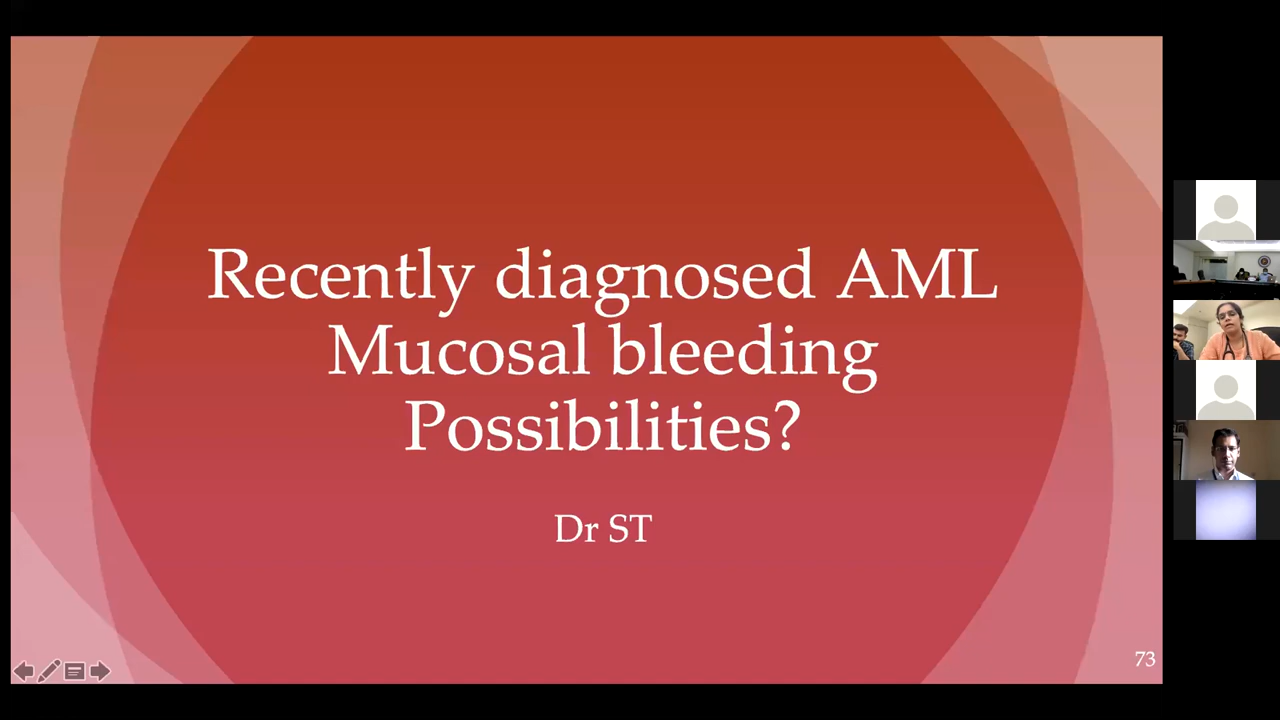 Recently diagnosed AML
Mucosal bleeding
Possibilities?
Dr ST
73